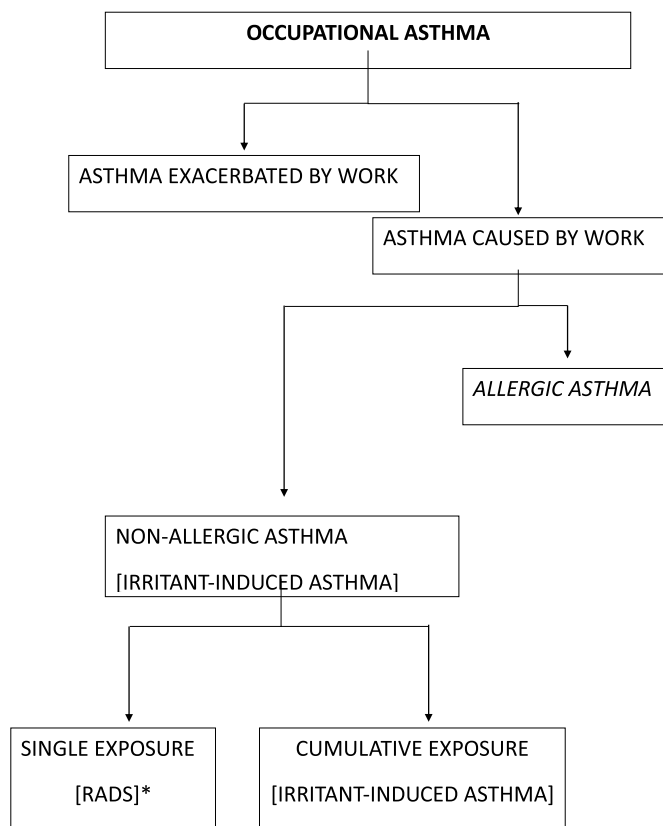 OCCUPATIONAL ASTHMA
ASTHMA EXACERBATED BY WORK
ASTHMA CAUSED BY WORK
ALLERGIC ASTHMA
NON-ALLERGIC ASTHMA
[IRRITANT-INDUCED ASTHMA]
SINGLE EXPOSURE
[RADS]*
CUMULATIVE EXPOSURE
[IRRITANT-INDUCED ASTHMA]